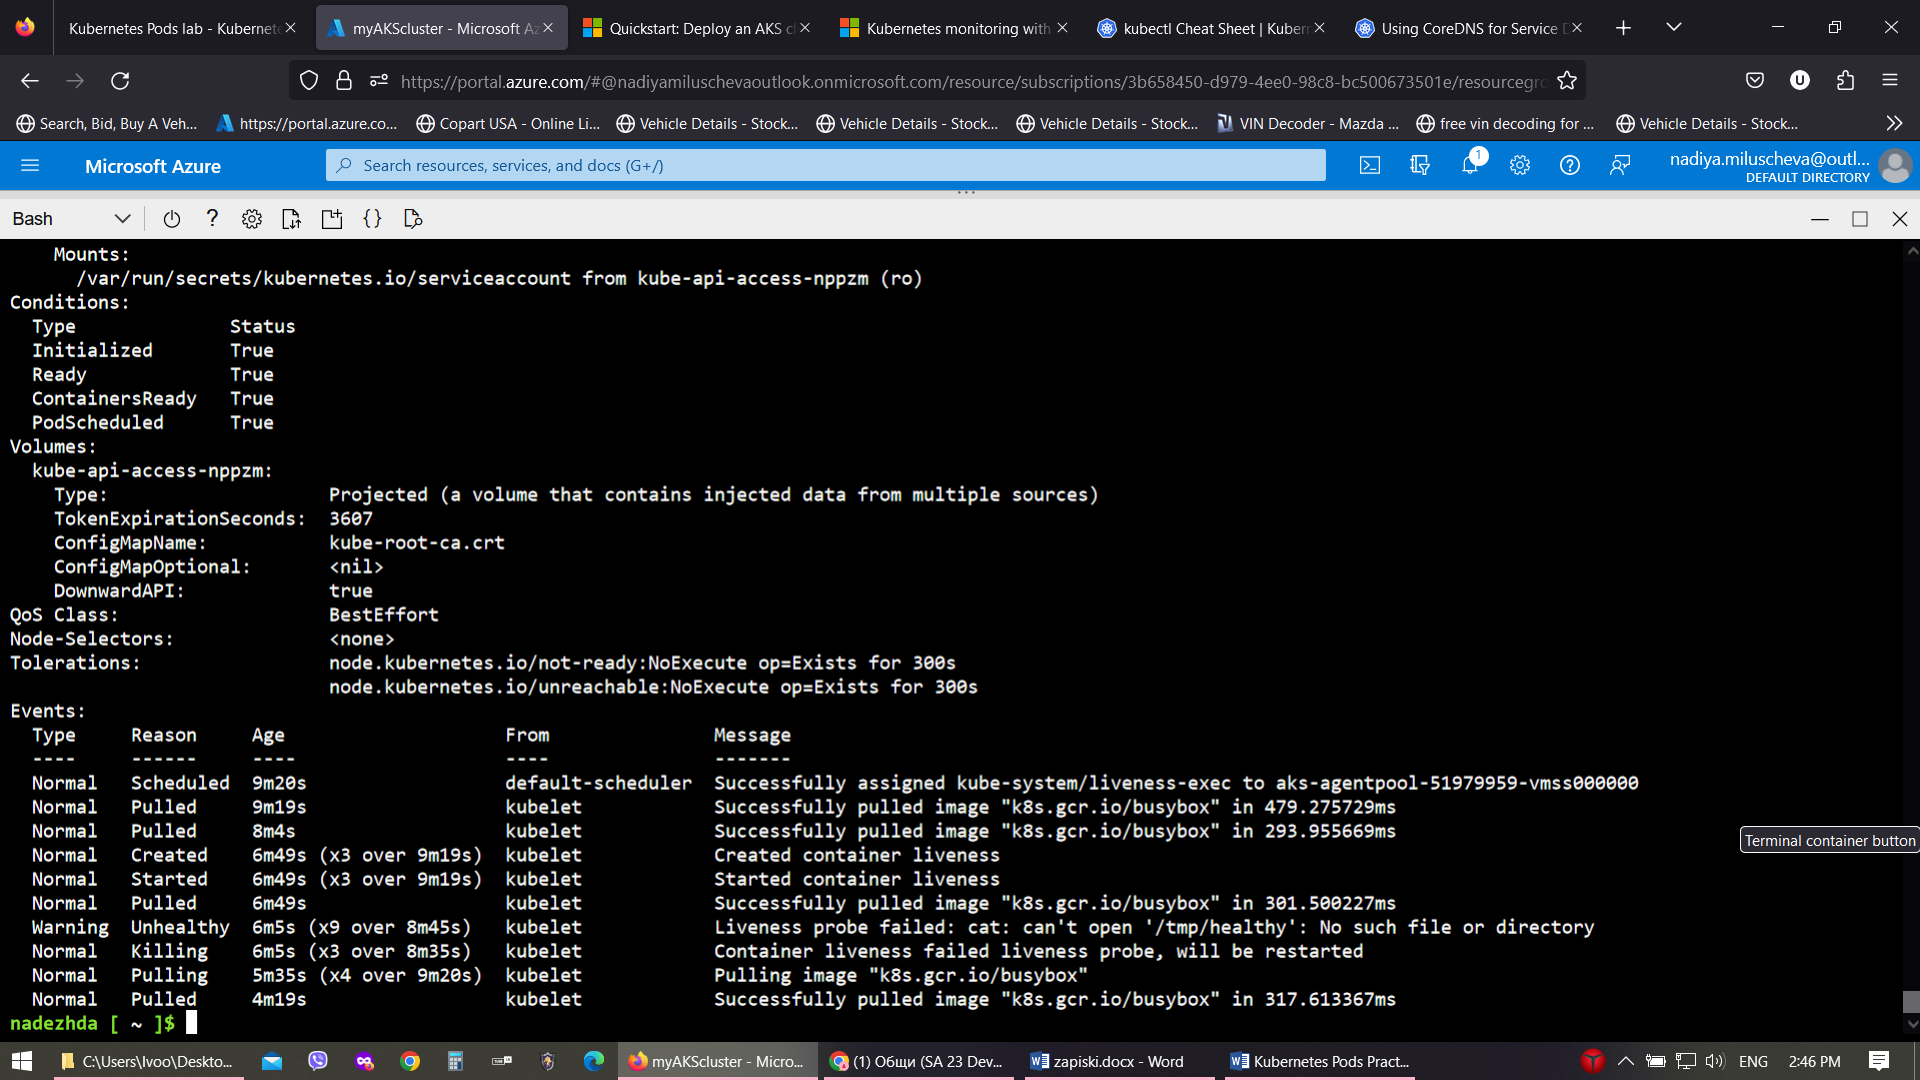 Kubernetes Pods lab - Kubernete
myAKScluster - Microsoft Az
Quickstart: Deploy an AKS cl
Kubernetes monitoring with
kubectl Cheat Sheet | Kubern
Using CoreDNS for Service D
https://portal.azure.com/#@nadiyamiluschevaoutlook.onmicrosoft.com/resource/subscriptions/3b658450-d979-4ee0-98c8-bc500673501e/resourcegro
Search, Bid, Buy A Veh...
https://portal.azure.co...
Copart USA - Online Li...
Vehicle Details - Stock...
Vehicle Details - Stock...
Vehicle Details - Stock...
VIN Decoder - Mazda ...
free vin decoding for ...
Vehicle Details - Stock...
Microsoft Azure
Search resources, services, and docs (G+/)
1
nadiya.miluscheva@outl...
DEFAULT DIRECTORY
Bash
Mounts:
/var/run/secrets/kubernetes.io/serviceaccount from kube-api-access-nppzm (ro)
Conditions:
Type Status
Initialized True
Ready True
ContainersReady True
PodScheduled True
Volumes:
kube-api-access-nppzm:
Type: Projected (a volume that contains injected data from multiple sources)
TokenExpirationSeconds: 3607
ConfigMapName: kube-root-ca.crt
ConfigMapOptional: <nil>
DownwardAPI: true
QoS Class: BestEffort
Node-Selectors: <none>
Tolerations: node.kubernetes.io/not-ready:NoExecute op=Exists for 300s
node.kubernetes.io/unreachable:NoExecute op=Exists for 300s
Events:
Type Reason Age From Message
---- ------ ---- ---- -------
Normal Scheduled 9m20s default-scheduler Successfully assigned kube-system/liveness-exec to aks-agentpool-51979959-vmss000000
Normal Pulled 9m19s kubelet Successfully pulled image "k8s.gcr.io/busybox" in 479.275729ms
Normal Pulled 8m4s kubelet Successfully pulled image "k8s.gcr.io/busybox" in 293.955669ms
Normal Created 6m49s (x3 over 9m19s) kubelet Created container liveness
Normal Started 6m49s (x3 over 9m19s) kubelet Started container liveness
Normal Pulled 6m49s kubelet Successfully pulled image "k8s.gcr.io/busybox" in 301.500227ms
Warning Unhealthy 6m5s (x9 over 8m45s) kubelet Liveness probe failed: cat: can't open '/tmp/healthy': No such file or directory
Normal Killing 6m5s (x3 over 8m35s) kubelet Container liveness failed liveness probe, will be restarted
Normal Pulling 5m35s (x4 over 9m20s) kubelet Pulling image "k8s.gcr.io/busybox"
Normal Pulled 4m19s kubelet Successfully pulled image "k8s.gcr.io/busybox" in 317.613367ms
nadezhda [ ~ ]$
Terminal container button
C:\Users\Ivoo\Deskto...
myAKScluster - Micro...
(1) Общи (SA 23 Dev...
zapiski.docx - Word
Kubernetes Pods Pract...
ENG
2:46 PM